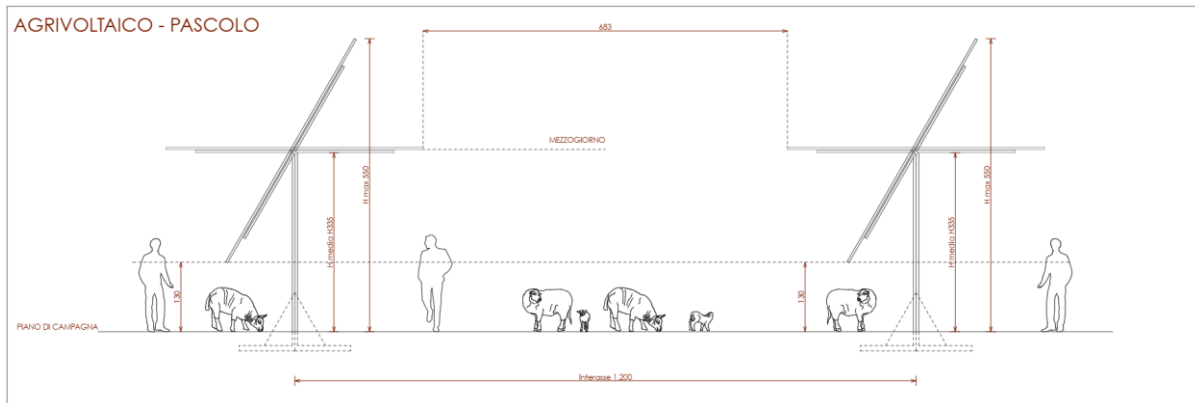 AGRIVOLTAICO - PASCOLO
683
MEZZOGIORNO
H max 550
H max 550
H media H335
H media H335
130
130
PIANO DI CAMPAGNA
Interasse 1.200